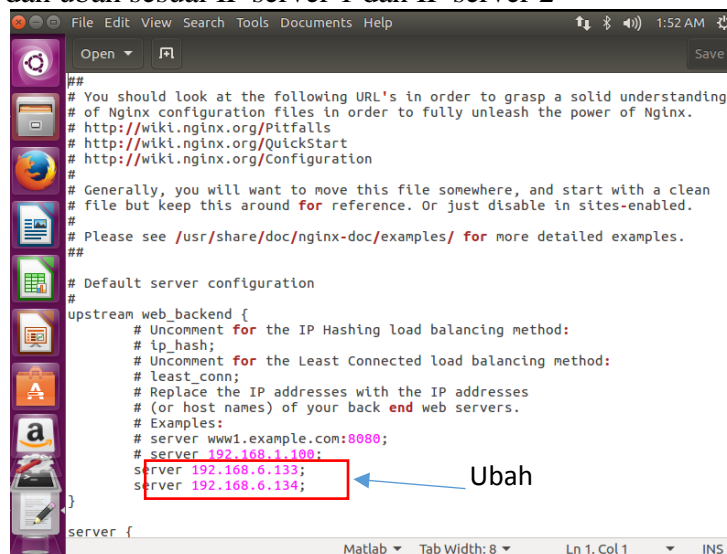 dan ubah sesuai IP server 1 dan IP server 2
File Edit View Search Tools Documents Help 1:52 AM
Open Save
##
# You should look at the following URL's in order to grasp a solid understanding
# of Nginx configuration files in order to fully unleash the power of Nginx.
# http://wiki.nginx.org/Pitfalls
# http://wiki.nginx.org/QuickStart
# http://wiki.nginx.org/Configuration
#
# Generally, you will want to move this file somewhere, and start with a clean
# file but keep this around for reference. Or just disable in sites-enabled.
#
# Please see /usr/share/doc/nginx-doc/examples/ for more detailed examples.
##
# Default server configuration
#
upstream web_backend {
# Uncomment for the IP Hashing load balancing method:
# ip_hash;
# Uncomment for the Least Connected load balancing method:
# least_conn;
# Replace the IP addresses with the IP addresses
# (or host names) of your back end web servers.
# Examples:
# server www1.example.com:8080;
# server 192.168.1.100;
server 192.168.6.133;
server 192.168.6.134;
Ubah
}
server {
Matlab Tab Width: 8 Ln 1, Col 1 INS